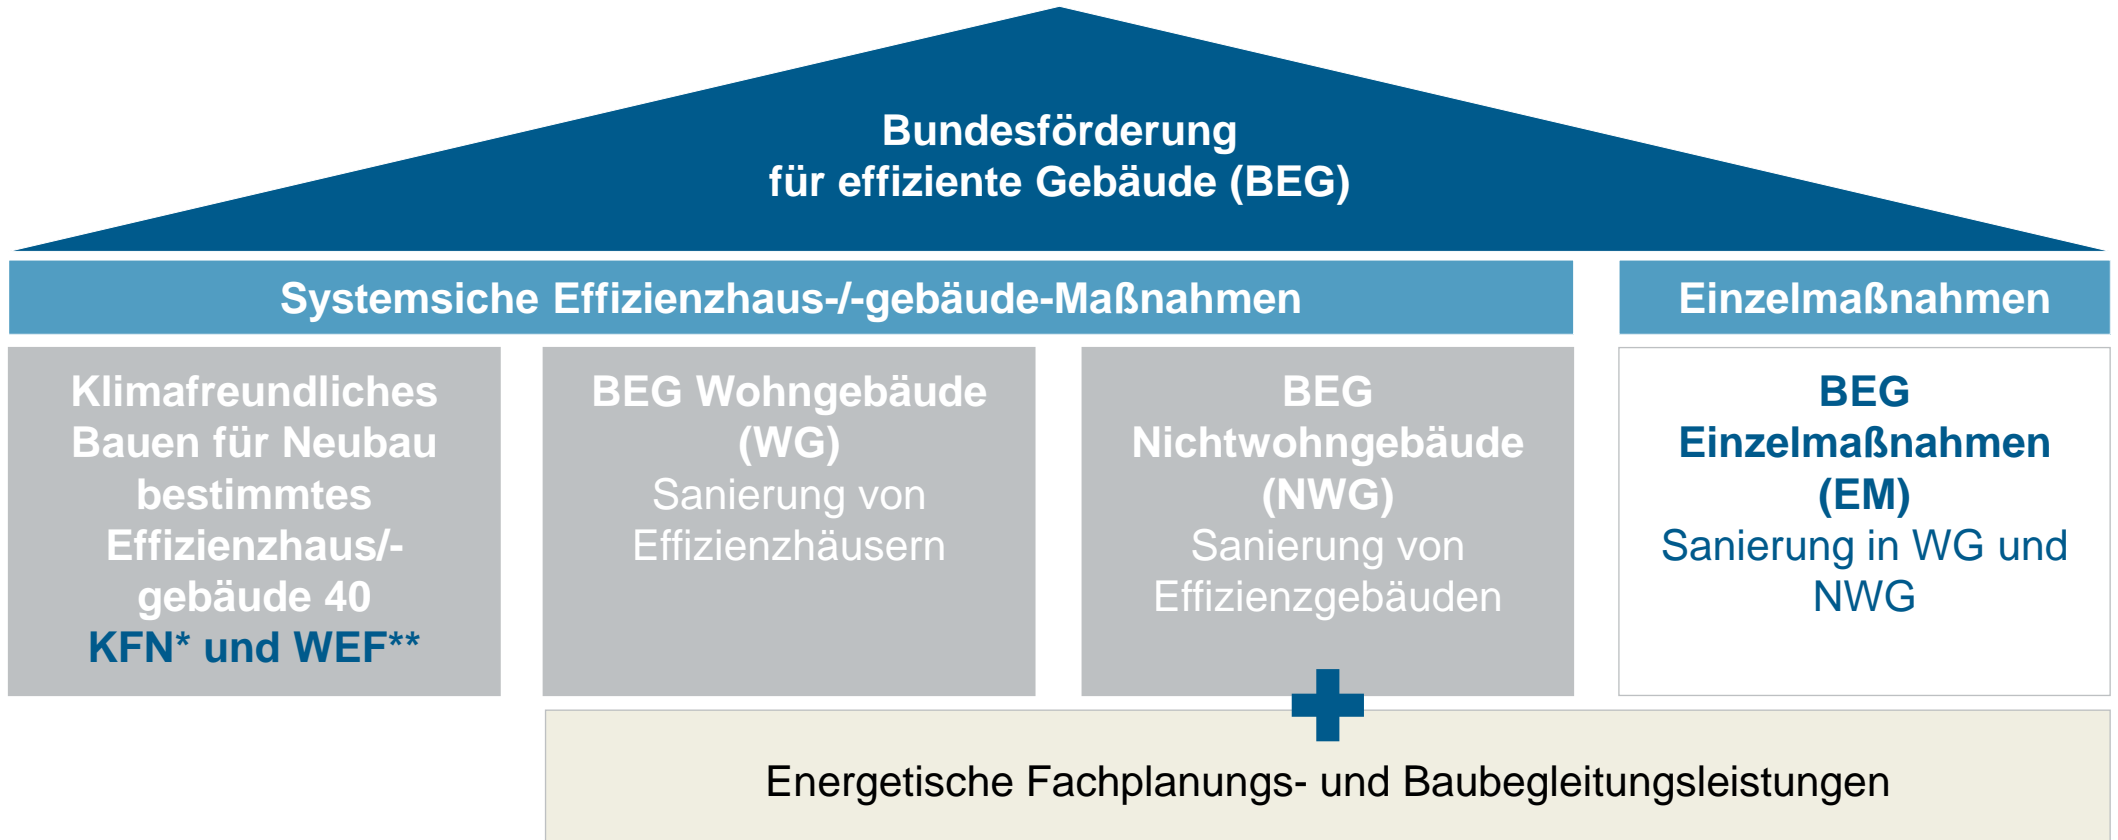 Bundesförderung
für effiziente Gebäude (BEG)
Systemsiche Effizienzhaus-/-gebäude-Maßnahmen
Einzelmaßnahmen
Klimafreundliches
Bauen für Neubau
bestimmtes
Effizienzhaus/-
gebäude 40
KFN* und WEF**
BEG Wohngebäude
(WG)
Sanierung von
Effizienzhäusern
BEG
Nichtwohngebäude
(NWG)
Sanierung von
Effizienzgebäuden
BEG
Einzelmaßnahmen
(EM)
Sanierung in WG und
NWG
Energetische Fachplanungs- und Baubegleitungsleistungen